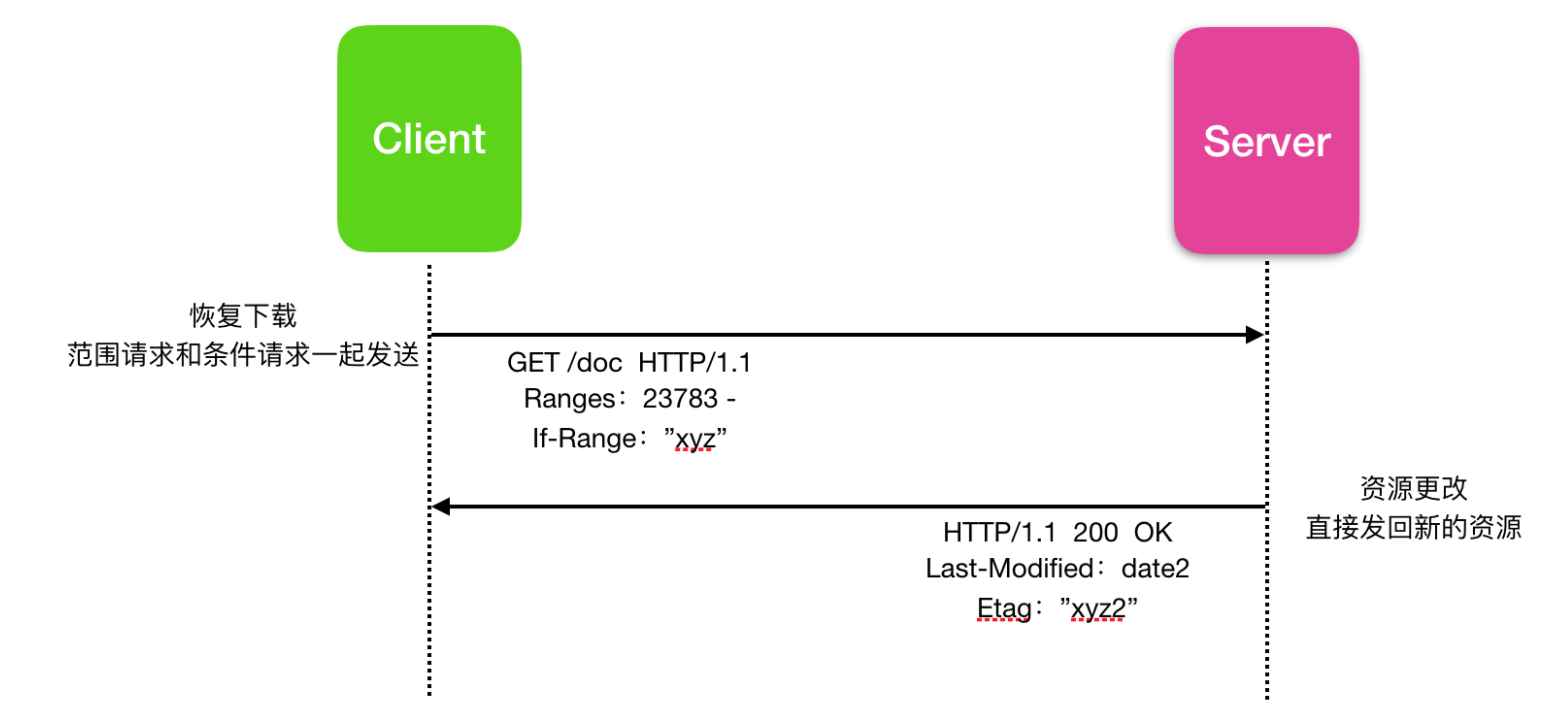 Client
Server
恢复下载
范围请求和条件请求一起发送
GET /doc HTTP/1.1
Ranges：23783 -
If-Range：”xyz”
资源更改
直接发回新的资源
HTTP/1.1 200 OK
Last-Modified：date2
Etag：”xyz2”